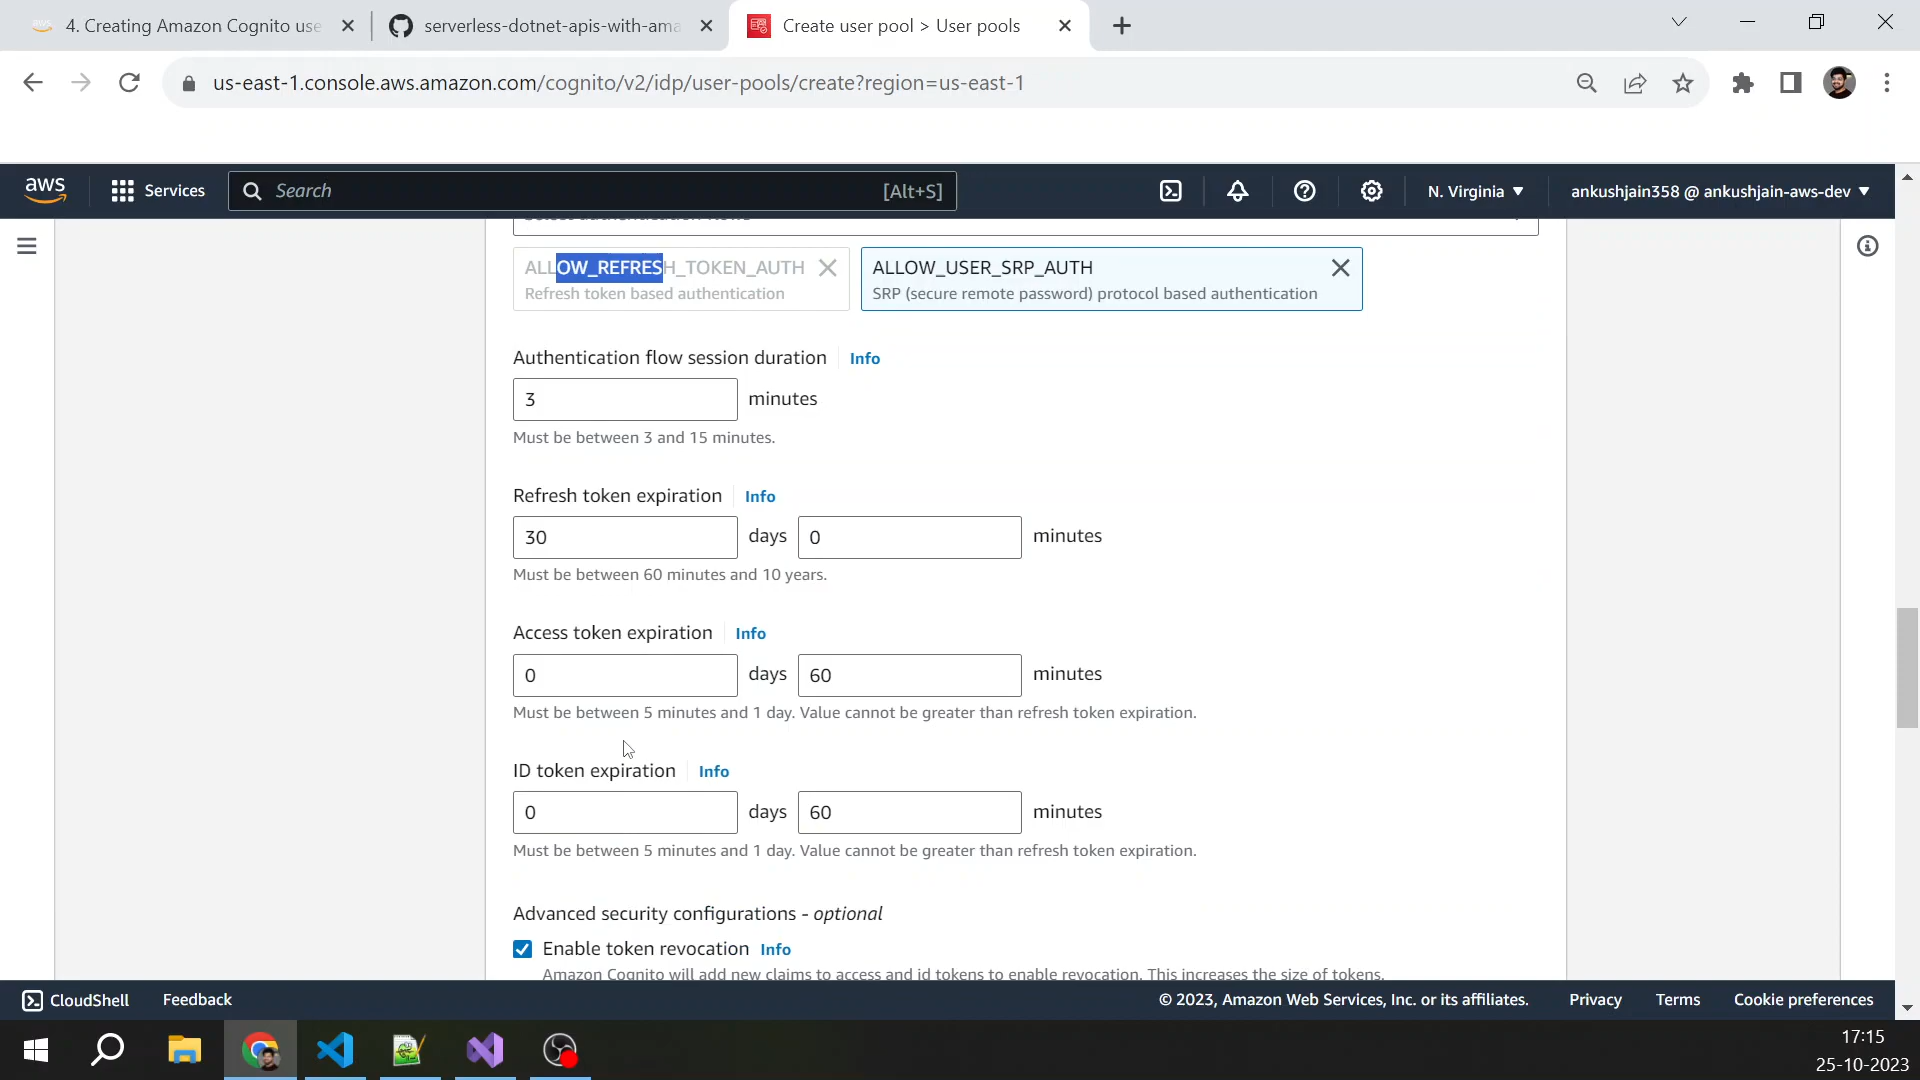 4. Creating Amazon Cognito use
serverless-dotnet-apis-with-ama
Create user pool > User pools
us-east-1.console.aws.amazon.com/cognito/v2/idp/user-pools/create?region=us-east-1
aws
Services
Search
[Alt+S]
N. Virginia
ankushjain358 @ ankushjain-aws-dev
ALLOW_REFRESH_TOKEN_AUTH
Refresh token based authentication
ALLOW_USER_SRP_AUTH
SRP (secure remote password) protocol based authentication
Authentication flow session duration Info
3 minutes
Must be between 3 and 15 minutes.
Refresh token expiration Info
30 days 0 minutes
Must be between 60 minutes and 10 years.
Access token expiration Info
0 days 60 minutes
Must be between 5 minutes and 1 day. Value cannot be greater than refresh token expiration.
ID token expiration Info
0 days 60 minutes
Must be between 5 minutes and 1 day. Value cannot be greater than refresh token expiration.
Advanced security configurations - optional
Enable token revocation Info
Amazon Cognito will add new claims to access and id tokens to enable revocation. This increases the size of tokens.
CloudShell
Feedback
© 2023, Amazon Web Services, Inc. or its affiliates.
Privacy
Terms
Cookie preferences
17:15
25-10-2023